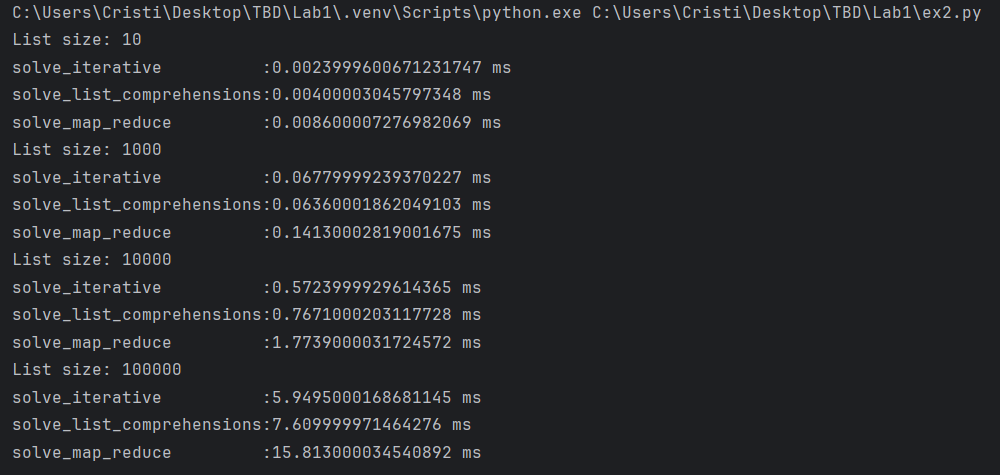 C:\Users\Cristi\Desktop\TBD\Lab1\.venv\Scripts\python.exe C:\Users\Cristi\Desktop\TBD\Lab1\ex2.py
List size: 10
solve_iterative          :0.0023999600671231747 ms
solve_list_comprehensions:0.00400003045797348 ms
solve_map_reduce         :0.008600007276982069 ms
List size: 1000
solve_iterative          :0.06779999239370227 ms
solve_list_comprehensions:0.06360001862049103 ms
solve_map_reduce         :0.14130002819001675 ms
List size: 10000
solve_iterative          :0.5723999929614365 ms
solve_list_comprehensions:0.7671000203117728 ms
solve_map_reduce         :1.7739000031724572 ms
List size: 100000
solve_iterative          :5.9495000168681145 ms
solve_list_comprehensions:7.609999971464276 ms
solve_map_reduce         :15.813000034540892 ms